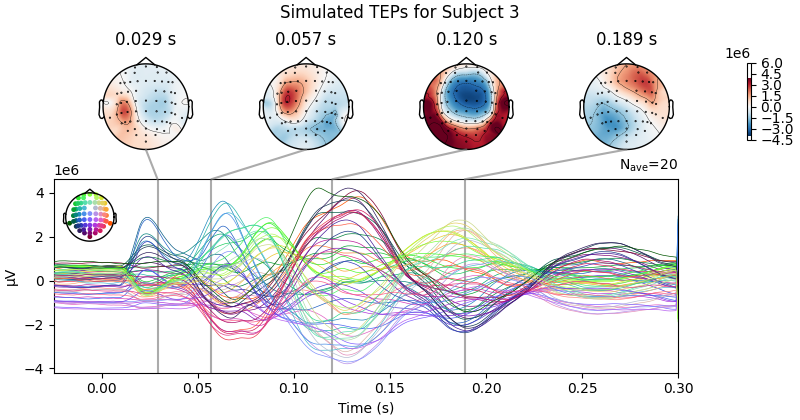 Simulated TEPs for Subject 3
0.029 s 0.057 s 0.120 s 0.189 s
1e6
6.0
4.5
3.0
1.5
0.0
−1.5
−3.0
−4.5
Nave=20
1e6
4
2
0
−2
−4
µV
0.00 0.05 0.10 0.15 0.20 0.25 0.30
Time (s)